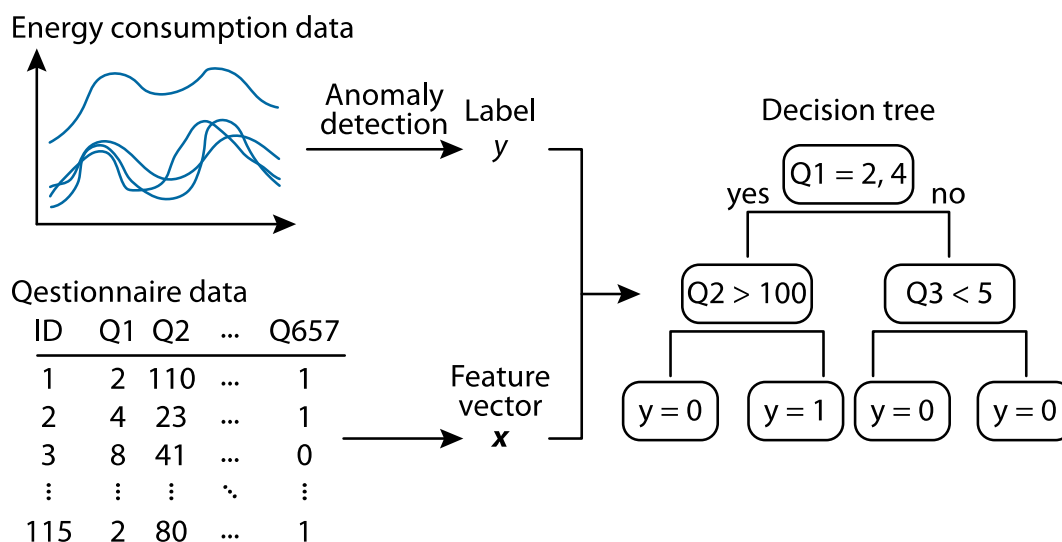 Energy consumption data
Anomaly
detection
Label
y
Qestionnaire data
ID Q1 Q2 ... Q657
1 2 110 ... 1
2 4 23 ... 1
3 8 41 ... 0
⋮ ⋮ ⋮ ⋱ ⋮
115 2 80 ... 1
Feature
vector
x
Decision tree
Q1 = 2, 4
yes no
Q2 > 100 Q3 < 5
y = 0 y = 1 y = 0 y = 0